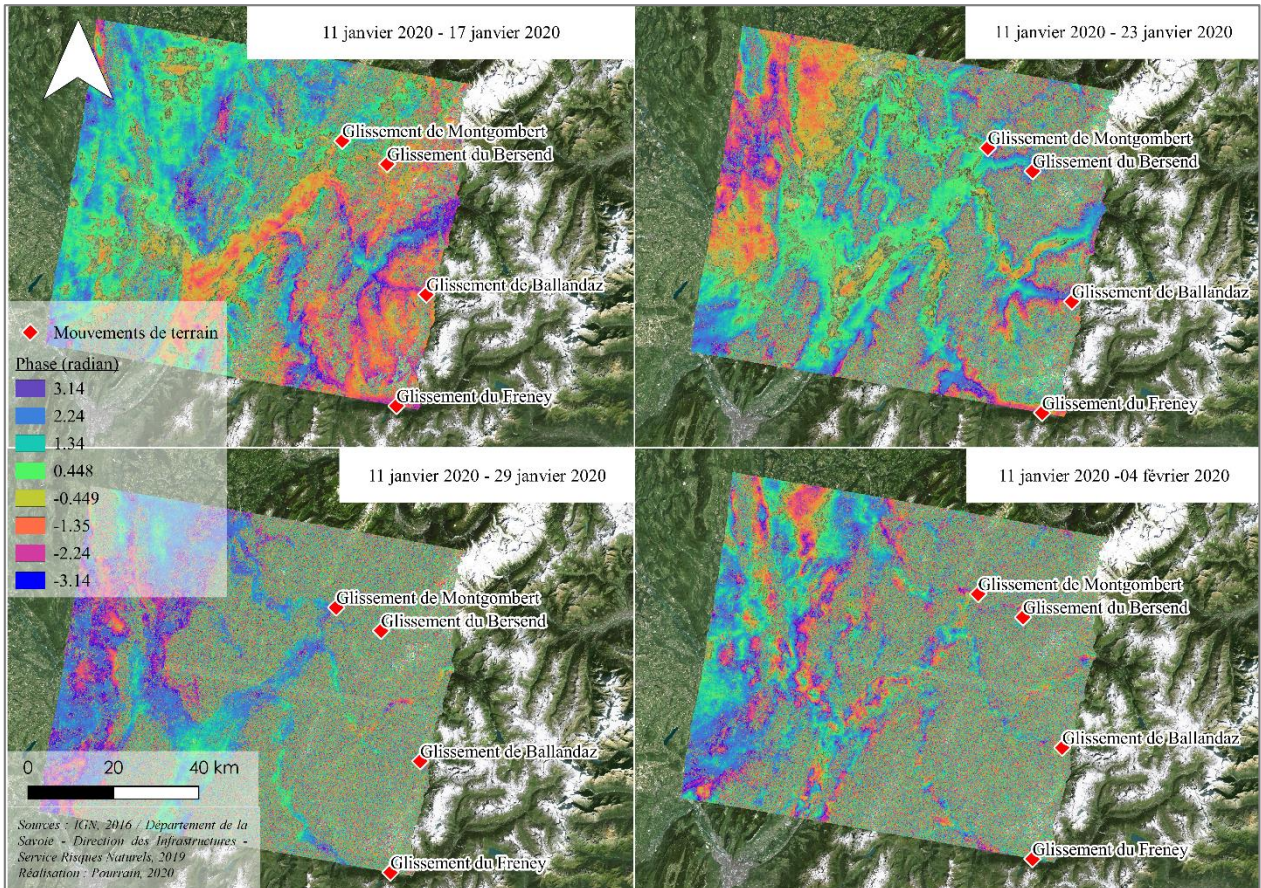 11 janvier 2020 - 17 janvier 2020
11 janvier 2020 - 23 janvier 2020
Glissement de Montgombert
Glissement du Bersend
Glissement de Ballandaz
Glissement du Freney
Glissement de Montgombert
Glissement du Bersend
Glissement de Ballandaz
Glissement du Freney
Mouvements de terrain
Phase (radian)
3.14
2.24
1.34
0.448
-0.449
-1.35
-2.24
-3.14
11 janvier 2020 - 29 janvier 2020
11 janvier 2020 -04 février 2020
Glissement de Montgombert
Glissement du Bersend
Glissement de Ballandaz
Glissement du Freney
Glissement de Montgombert
Glissement du Bersend
Glissement de Ballandaz
Glissement du Freney
0 20 40 km
Sources : IGN, 2016 / Département de la
Savoie - Direction des Infrastructures -
Service Risques Naturels, 2019
Réalisation : Pourrain, 2020